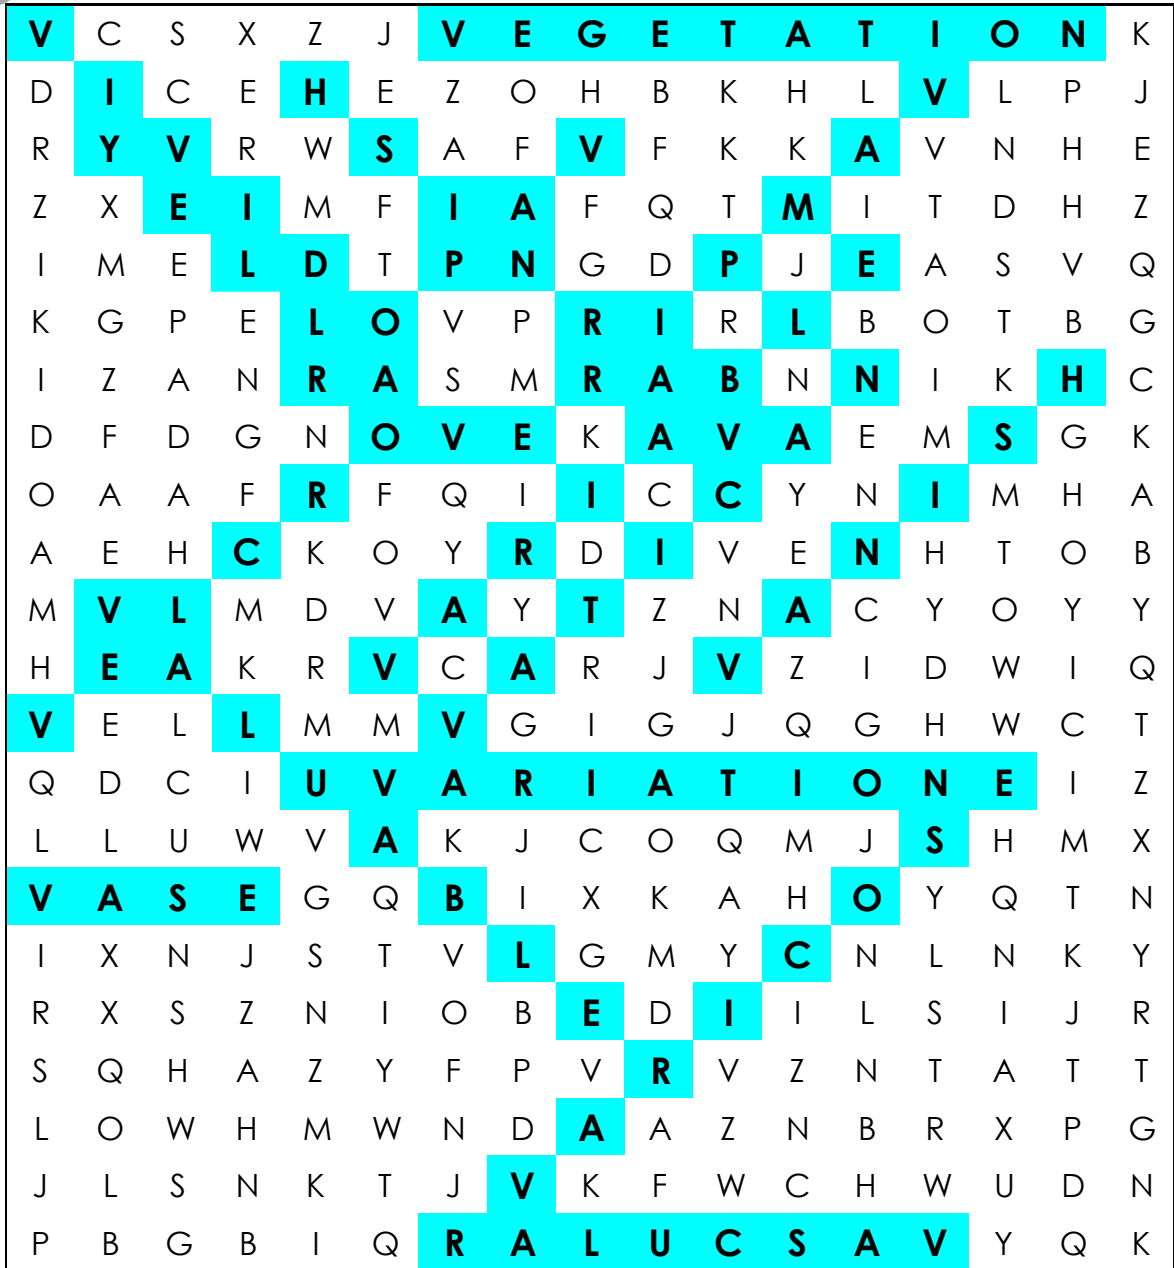 V C S X Z J V E G E T A T I O N K
D I C E H E Z O H B K H L V L P J
R Y V R W S A F V F K K A V N H E
Z X E I M F I A F Q T M I T D H Z
I M E L D T P N G D P J E A S V Q
K G P E L O V P R I R L B O T B G
I Z A N R A S M R A B N N I K H C
D F D G N O V E K A V A E M S G K
O A A F R F Q I I C C Y N I M H A
A E H C K O Y R D I V E N H T O B
M V L M D V A Y T Z N A C Y O Y Y
H E A K R V C A R J V Z I D W I Q
V E L L M M V G I G J Q G H W C T
Q D C I U V A R I A T I O N E I Z
L L U W V A K J C O Q M J S H M X
V A S E G Q B I X K A H O Y Q T N
I X N J S T V L G M Y C N L N K Y
R X S Z N I O B E D I I L S I J R
S Q H A Z Y F P V R V Z N T A T T
L O W H M W N D A A Z N B R X P G
J L S N K T J V K F W C H W U D N
P B G B I Q R A L U C S A V Y Q K